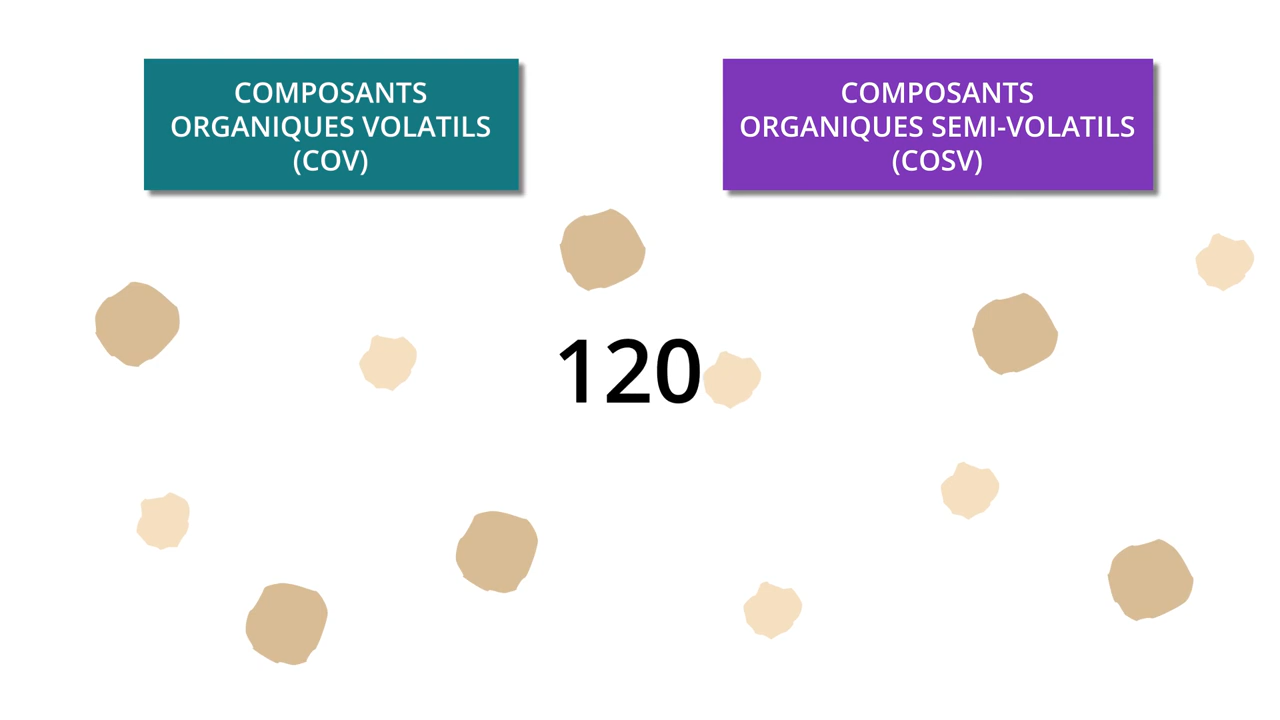 COMPOSANTS
ORGANIQUES VOLATILS
(COV)
COMPOSANTS
ORGANIQUES SEMI-VOLATILS
(COSV)
120